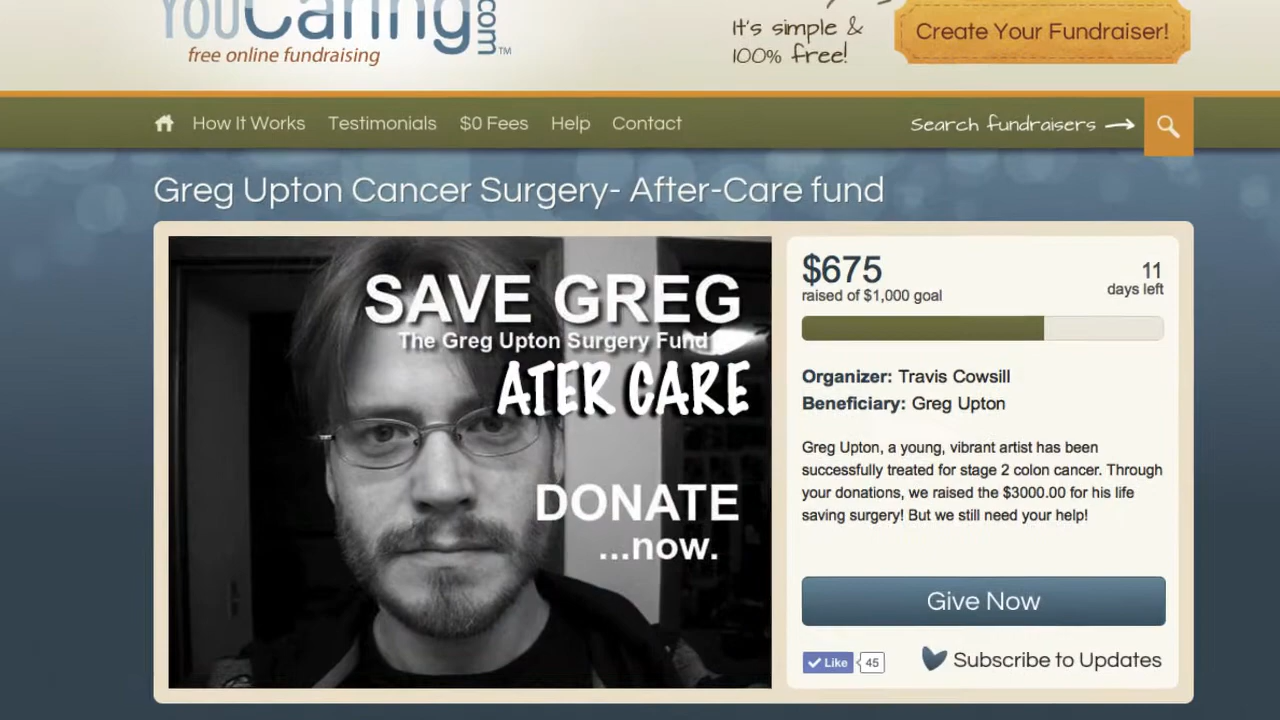 YouCaring.com™
It's simple &
100% free!
Create Your Fundraiser!
free online fundraising
How It Works Testimonials $0 Fees Help Contact
Search fundraisers
Greg Upton Cancer Surgery- After-Care fund
SAVE GREG
The Greg Upton Surgery Fund
ATER CARE
DONATE
...now.
$675
raised of $1,000 goal
11
days left
Organizer: Travis Cowsill
Beneficiary: Greg Upton
Greg Upton, a young, vibrant artist has been
successfully treated for stage 2 colon cancer. Through
your donations, we raised the $3000.00 for his life
saving surgery! But we still need your help!
Give Now
Like 45
Subscribe to Updates